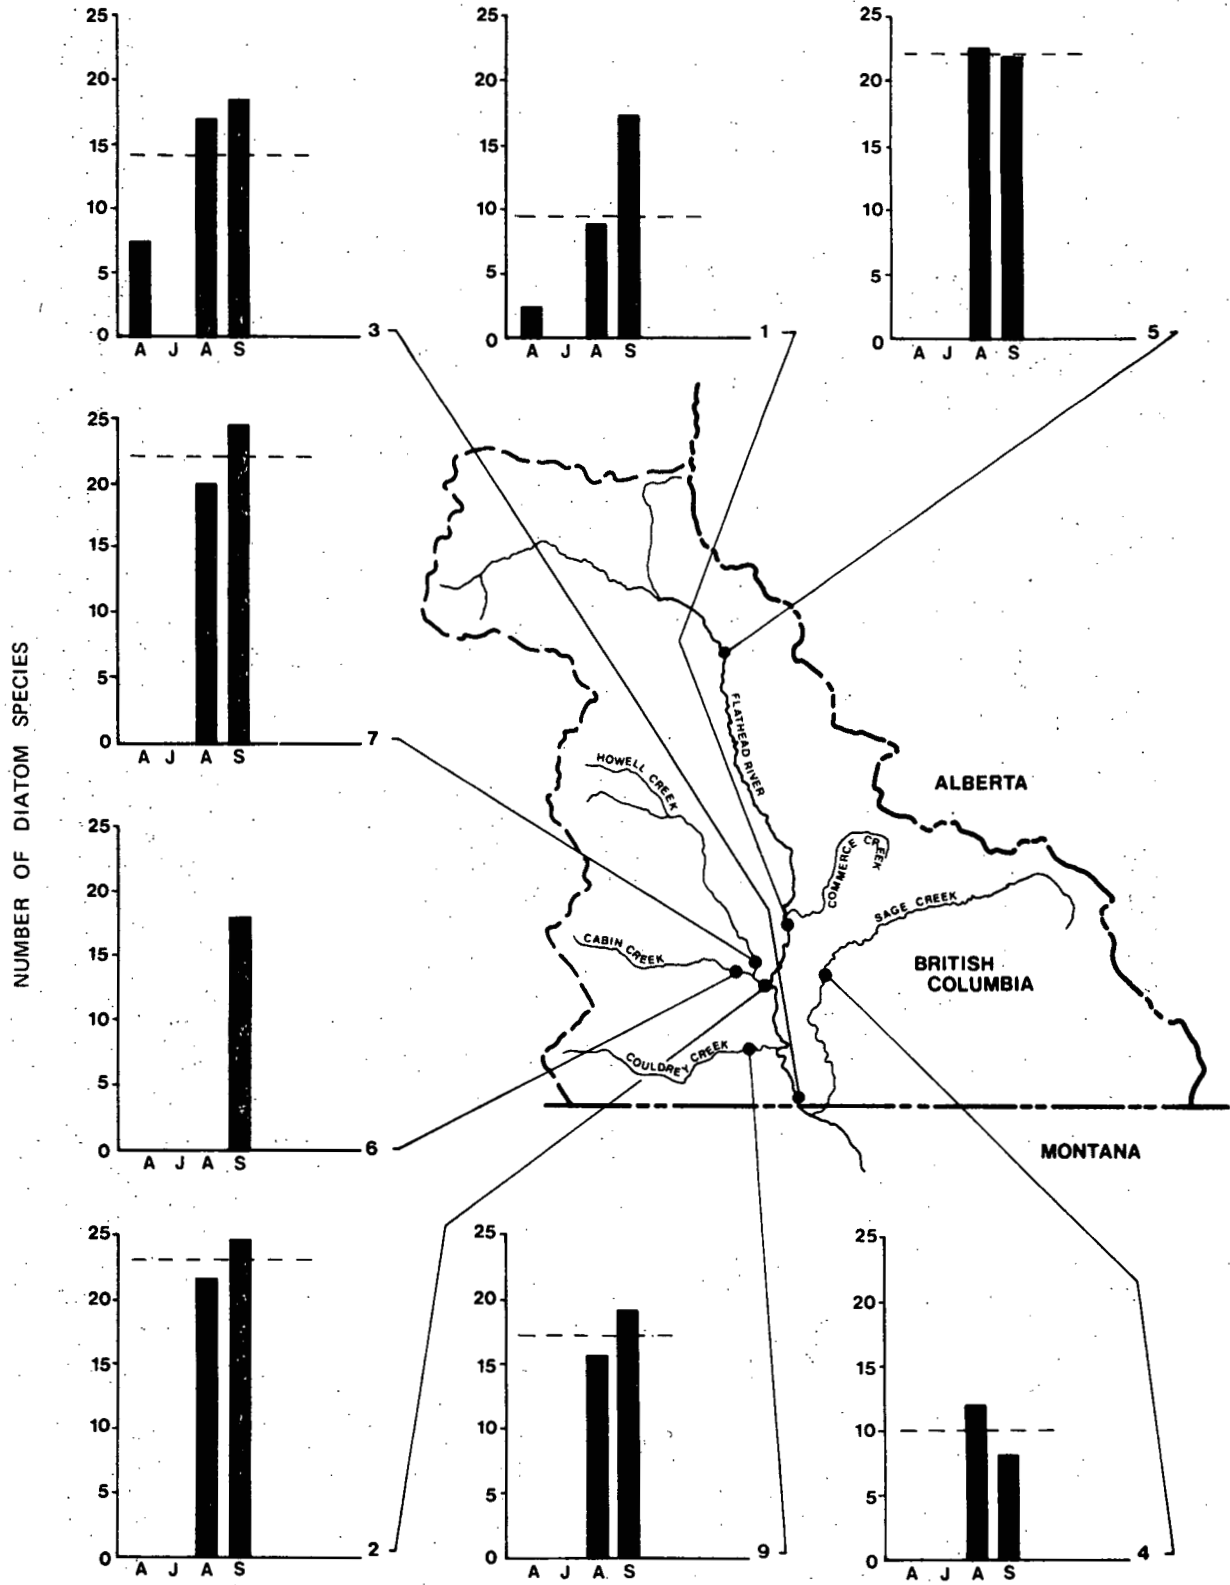 NUMBER OF DIATOM SPECIES
25
20
15
10
5
0
A J A S
3
25
20
15
10
5
0
A J A S
1
25
20
15
10
5
0
A J A S
5
25
20
15
10
5
0
A J A S
7
25
20
15
10
5
0
A J A S
6
25
20
15
10
5
0
A J A S
2
25
20
15
10
5
0
A J A S
9
25
20
15
10
5
0
A J A S
4
FLATHEAD RIVER
HOWELL CREEK
ALBERTA
COMMERCE CREEK
SAGE CREEK
CABIN CREEK
BRITISH
COLUMBIA
COULDREY CREEK
MONTANA